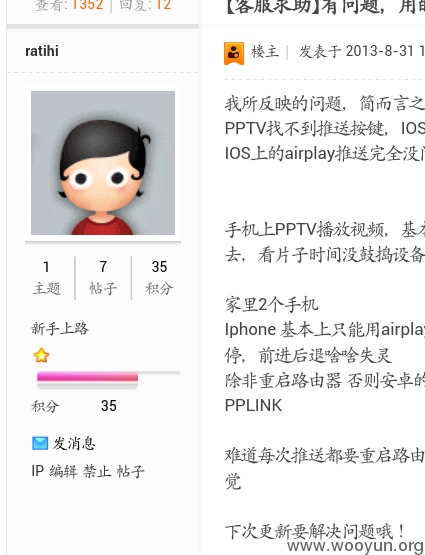 查看: 1352 | 回复: 12
【客服求助】有问题，用
ratihi
楼主 | 发表于 2013-8-31 1
我所反映的问题，简而言之
PPTV找不到推送按键，IOS
IOS上的airplay推送完全没
手机上PPTV播放视频，基本
去，看片子时间没鼓捣设备
1 7 35
主题 帖子 积分
家里2个手机
新手上路
Iphone 基本上只能用airpla
停，前进后退啥啥失灵
除非重启路由器 否则安卓的
积分 35
PPLINK
发消息
难道每次推送都要重启路由
IP 编辑 禁止 帖子
觉
下次更新要解决问题哦！
www.wooyun.org